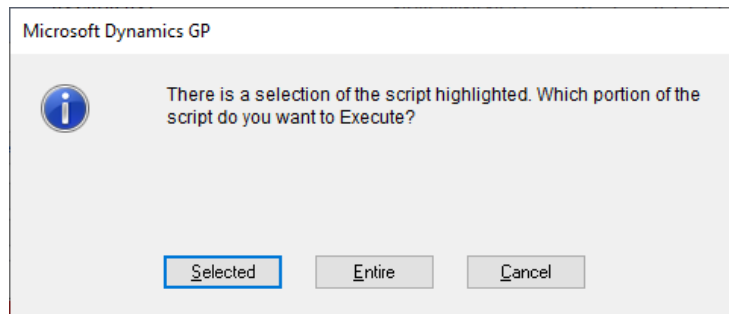 Microsoft Dynamics GP
There is a selection of the script highlighted. Which portion of the
script do you want to Execute?
Selected
Entire
Cancel